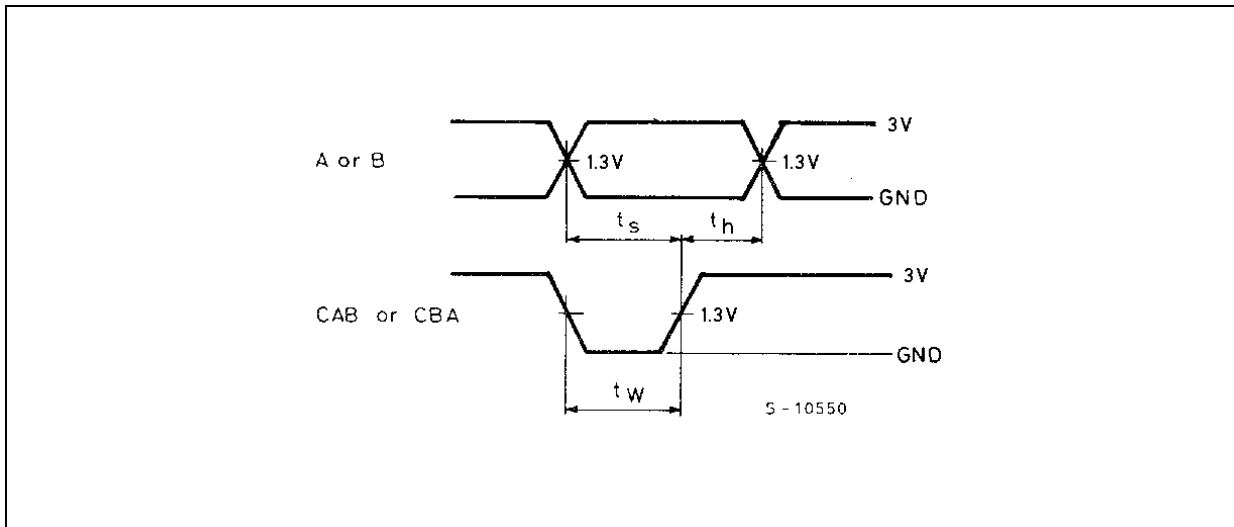 3V
A or B
1.3V
1.3V
GND
ts
th
3V
CAB or CBA
1.3V
GND
tW
S-10550